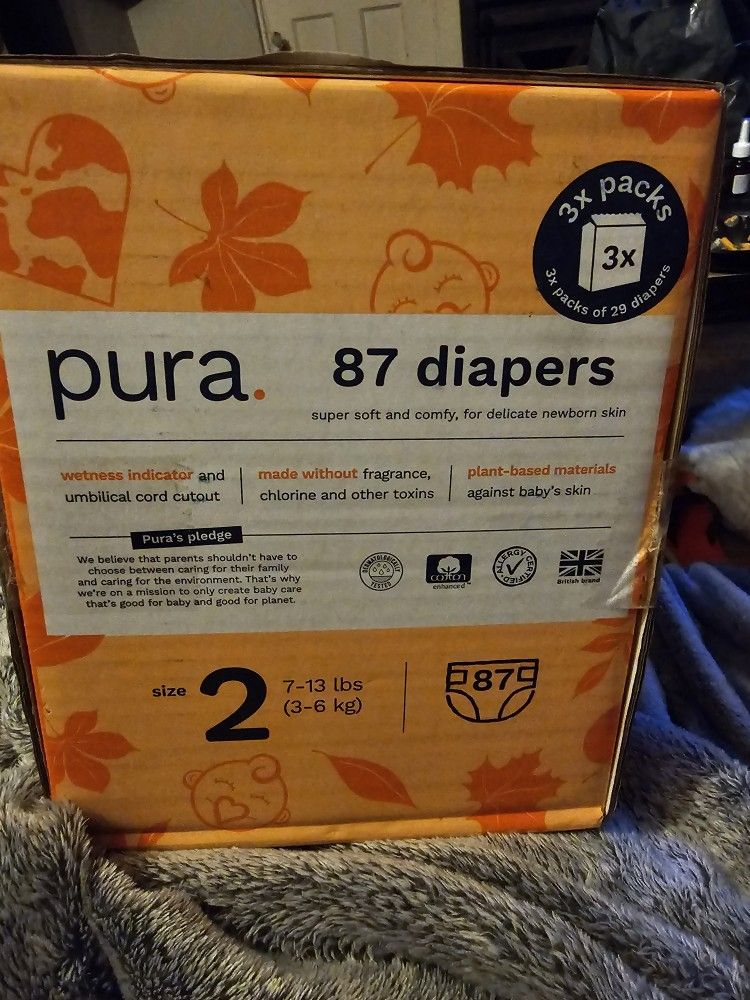 3x packs
3x
3x packs of 29 diapers
pura.
87 diapers
super soft and comfy, for delicate newborn skin
wetness indicator and
umbilical cord cutout
made without fragrance,
chlorine and other toxins
plant-based materials
against baby's skin
Pura's pledge
We believe that parents shouldn't have to
choose between caring for their family
and caring for the environment. That's why
we're on a mission to only create baby care
that's good for baby and good for planet.
DERMATOLOGICALLY
TESTED
cotton
enhanced
ALLERGY CERTIFIED
British brand
size
2
7-13 lbs
(3-6 kg)
87